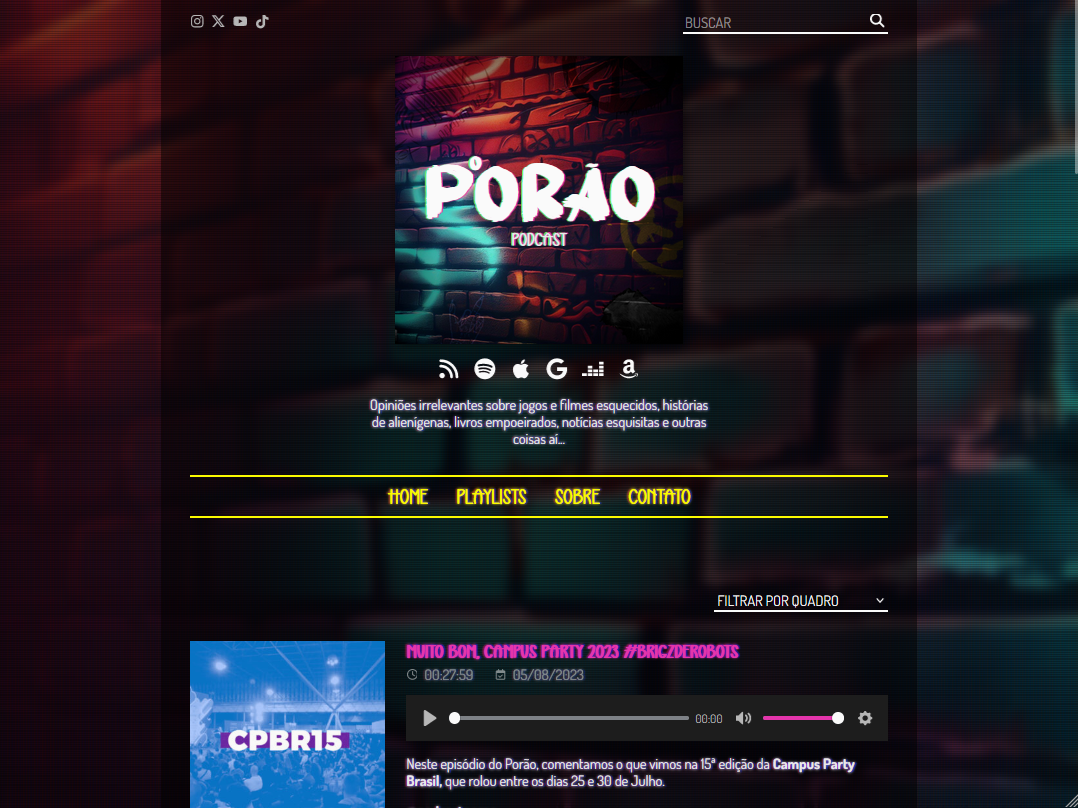 BUSCAR
O PORÃO
PODCAST
Opiniões irrelevantes sobre jogos e filmes esquecidos, histórias
de alienígenas, livros empoeirados, notícias esquisitas e outras
coisas aí...
HOME PLAYLISTS SOBRE CONTATO
FILTRAR POR QUADRO
MUITO BOM, CAMPUS PARTY 2023 #BRIGZDEROBOTS
00:27:59 05/08/2023
00:00
CPBR15
Neste episódio do Porão, comentamos o que vimos na 15ª edição da Campus Party
Brasil, que rolou entre os dias 25 e 30 de Julho.